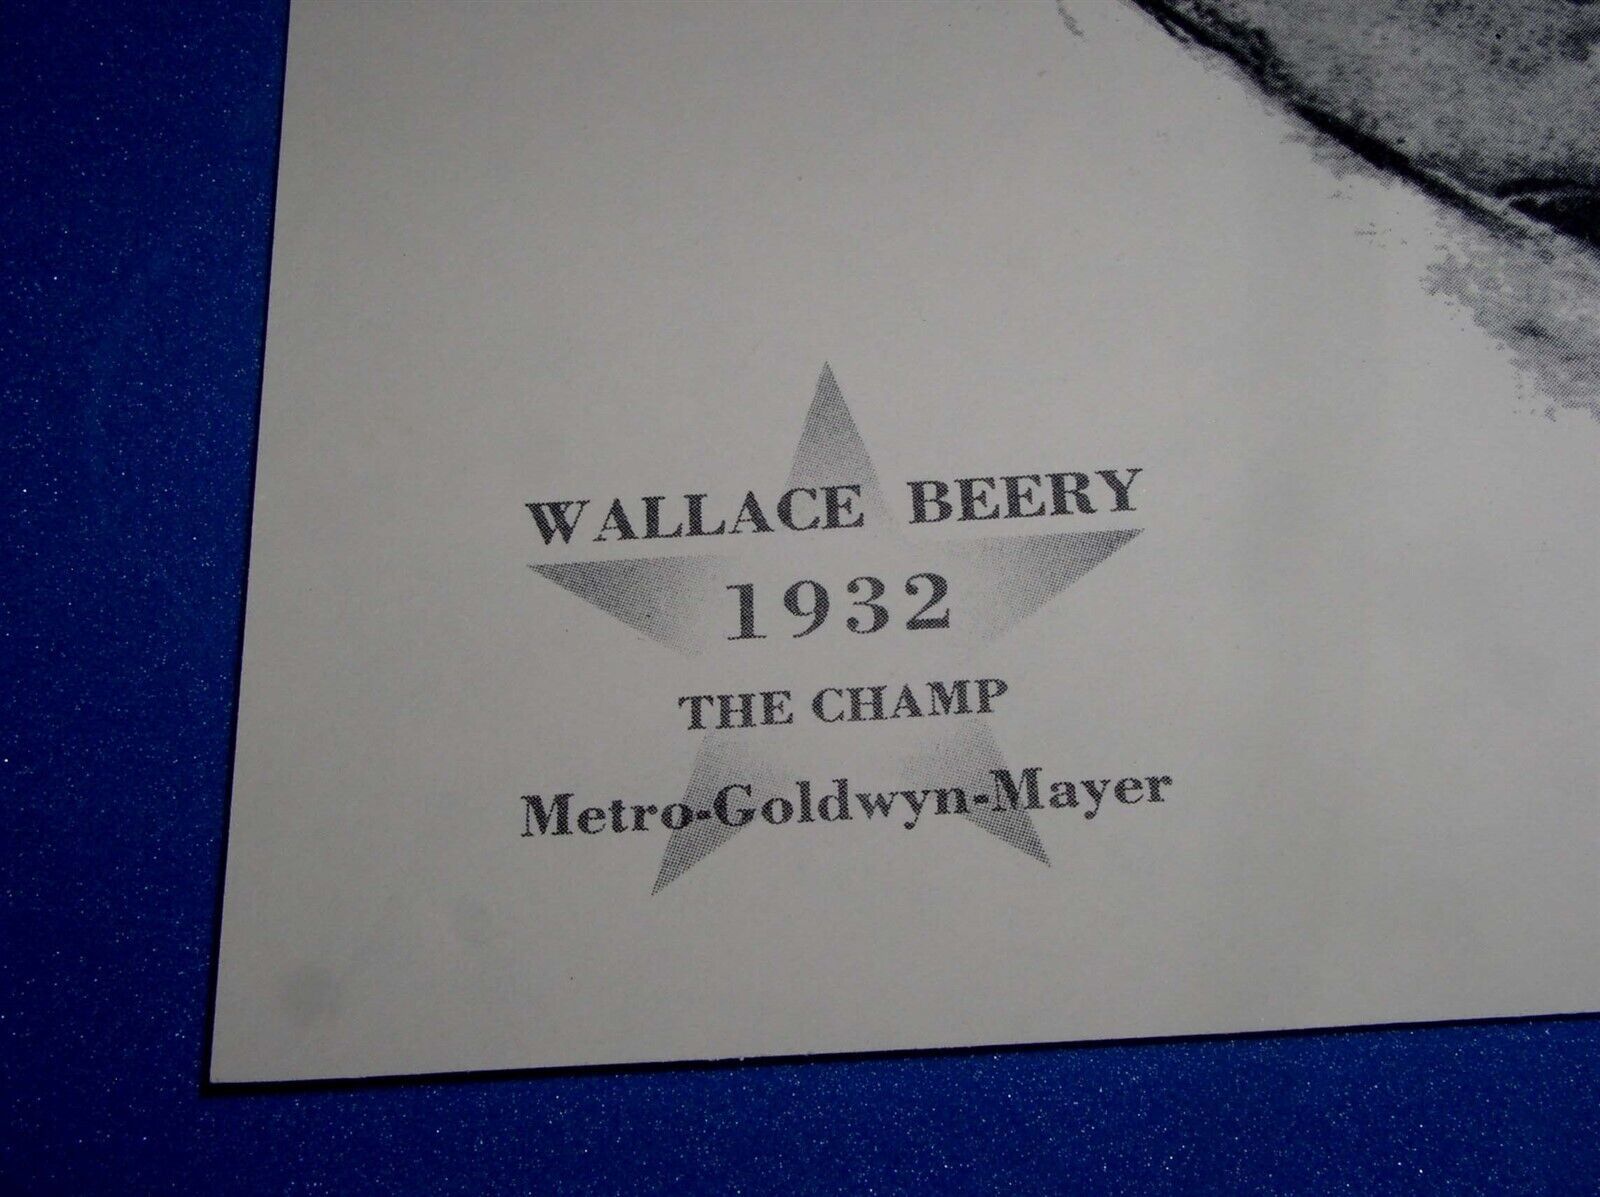 WALLACE BEERY
1932
THE CHAMP
Metro-Goldwyn-Mayer